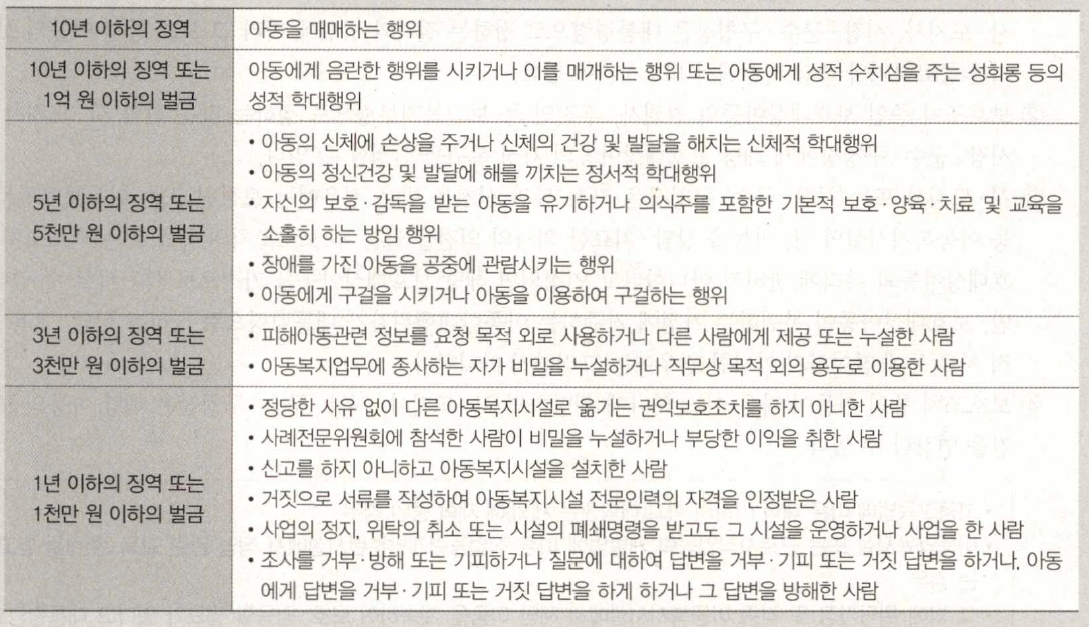 10년 이하의 징역
아동을 매매하는 행위
10년 이하의 징역 또는
1억 원 이하의 벌금
아동에게 음란한 행위를 시키거나 이를 매개하는 행위 또는 아동에게 성적 수치심을 주는 성희롱 등의
성적 학대행위
5년 이하의 징역 또는
5천만 원 이하의 벌금
• 아동의 신체에 손상을 주거나 신체의 건강 및 발달을 해치는 신체적 학대행위
• 아동의 정신건강 및 발달에 해를 끼치는 정서적 학대행위
• 자신의 보호·감독을 받는 아동을 유기하거나 의식주를 포함한 기본적 보호·양육·치료 및 교육을
소홀히 하는 방임 행위
• 장애를 가진 아동을 공중에 관람시키는 행위
• 아동에게 구걸을 시키거나 아동을 이용하여 구걸하는 행위
3년 이하의 징역 또는
3천만 원 이하의 벌금
• 피해아동관련 정보를 요청 목적 외로 사용하거나 다른 사람에게 제공 또는 누설한 사람
• 아동복지업무에 종사하는 자가 비밀을 누설하거나 직무상 목적 외의 용도로 이용한 사람
1년 이하의 징역 또는
1천만 원 이하의 벌금
• 정당한 사유 없이 다른 아동복지시설로 옮기는 권익보호조치를 하지 아니한 사람
• 사례전문위원회에 참석한 사람이 비밀을 누설하거나 부당한 이익을 취한 사람
• 신고를 하지 아니하고 아동복지시설을 설치한 사람
• 거짓으로 서류를 작성하여 아동복지시설 전문인력의 자격을 인정받은 사람
• 사업의 정지, 위탁의 취소 또는 시설의 폐쇄명령을 받고도 그 시설을 운영하거나 사업을 한 사람
• 조사를 거부·방해 또는 기피하거나 질문에 대하여 답변을 거부·기피 또는 거짓 답변을 하거나, 아동
에게 답변을 거부·기피 또는 거짓 답변을 하게 하거나 그 답변을 방해한 사람